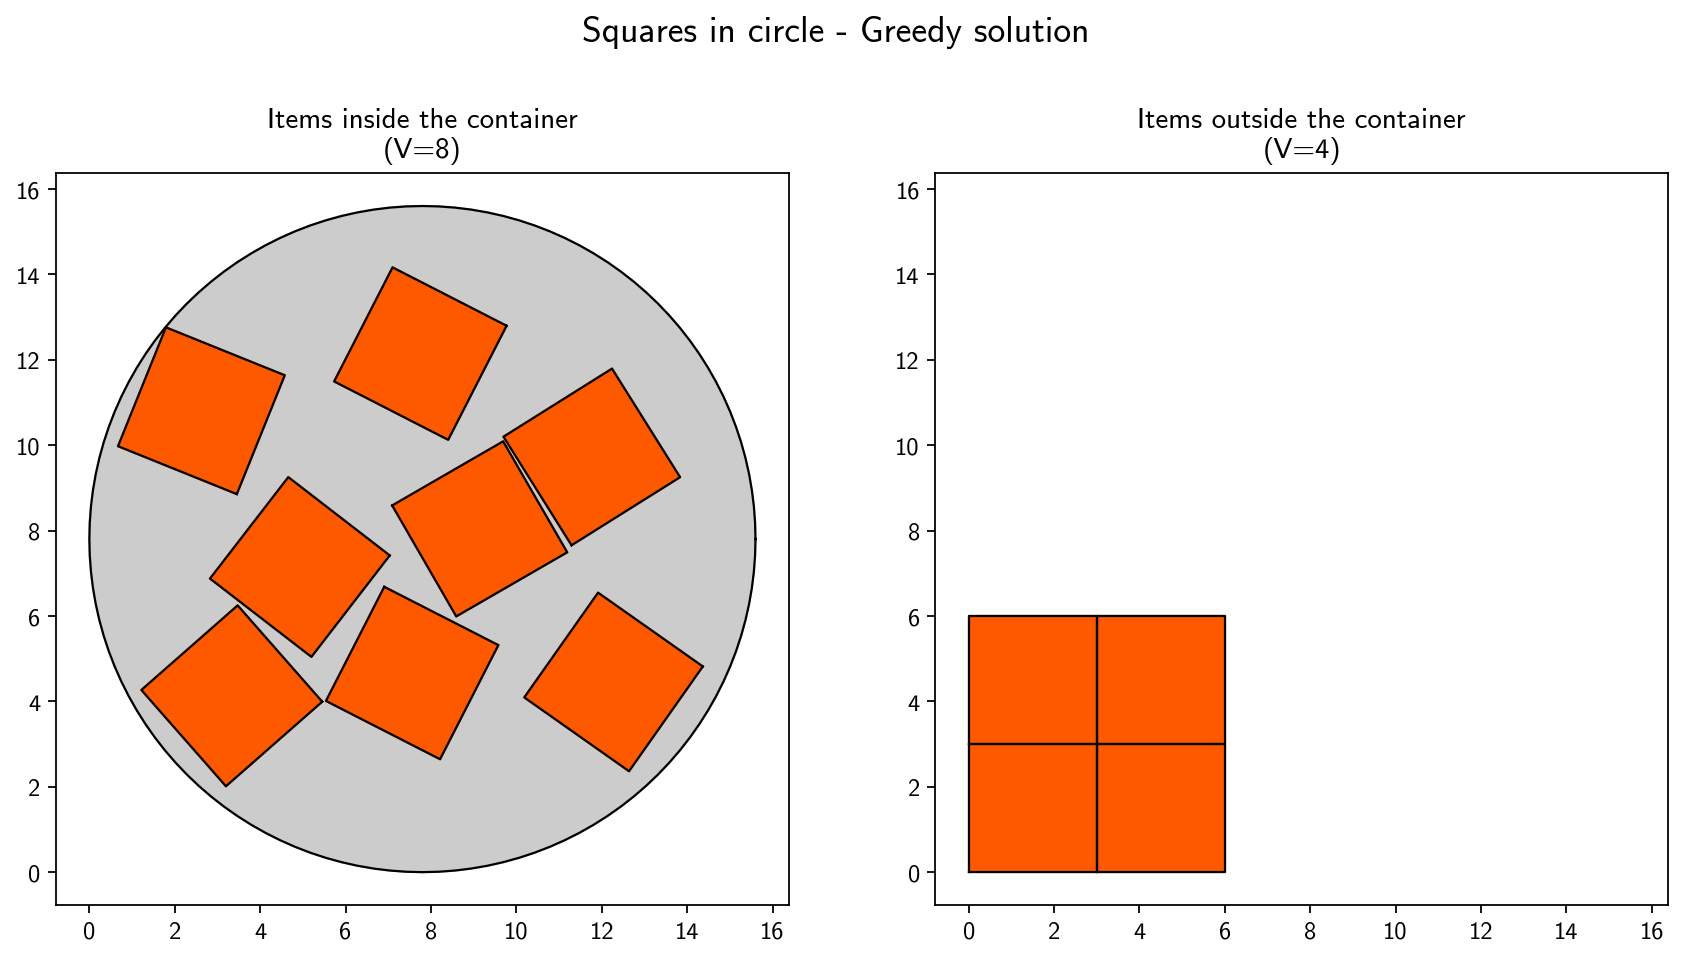 Squares in circle - Greedy solution
Items inside the container
(V=8)
16
14
12
10
8
6
4
2
0
0 2 4 6 8 10 12 14 16
Items outside the container
(V=4)
16
14
12
10
8
6
4
2
0
0 2 4 6 8 10 12 14 16